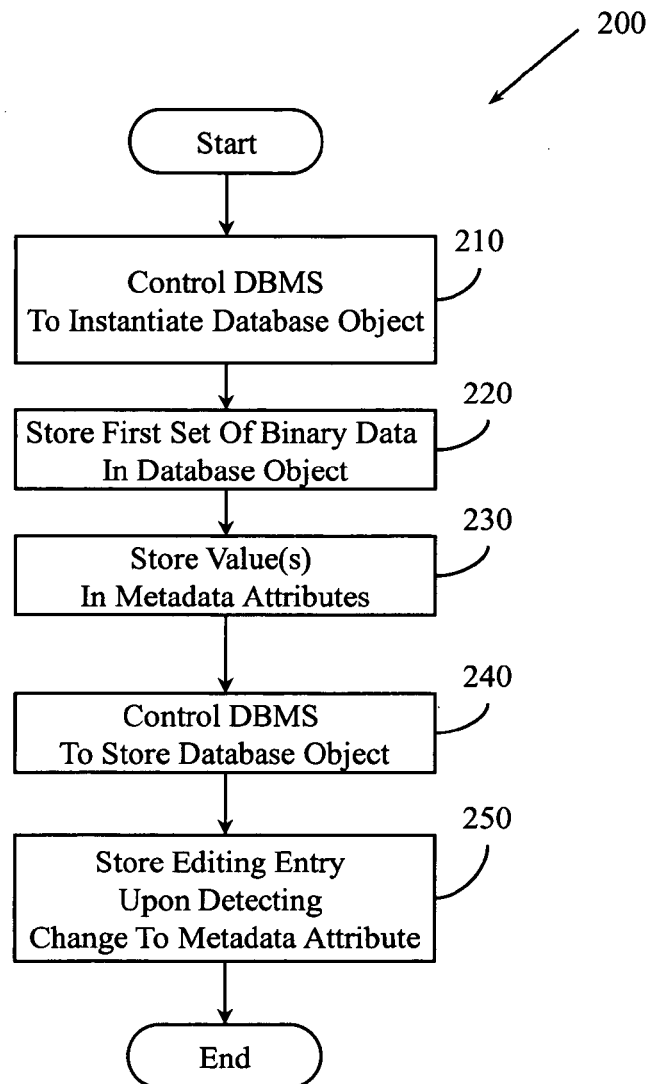 200
Start
210
Control DBMS
To Instantiate Database Object
220
Store First Set Of Binary Data
In Database Object
230
Store Value(s)
In Metadata Attributes
240
Control DBMS
To Store Database Object
250
Store Editing Entry
Upon Detecting
Change To Metadata Attribute
End